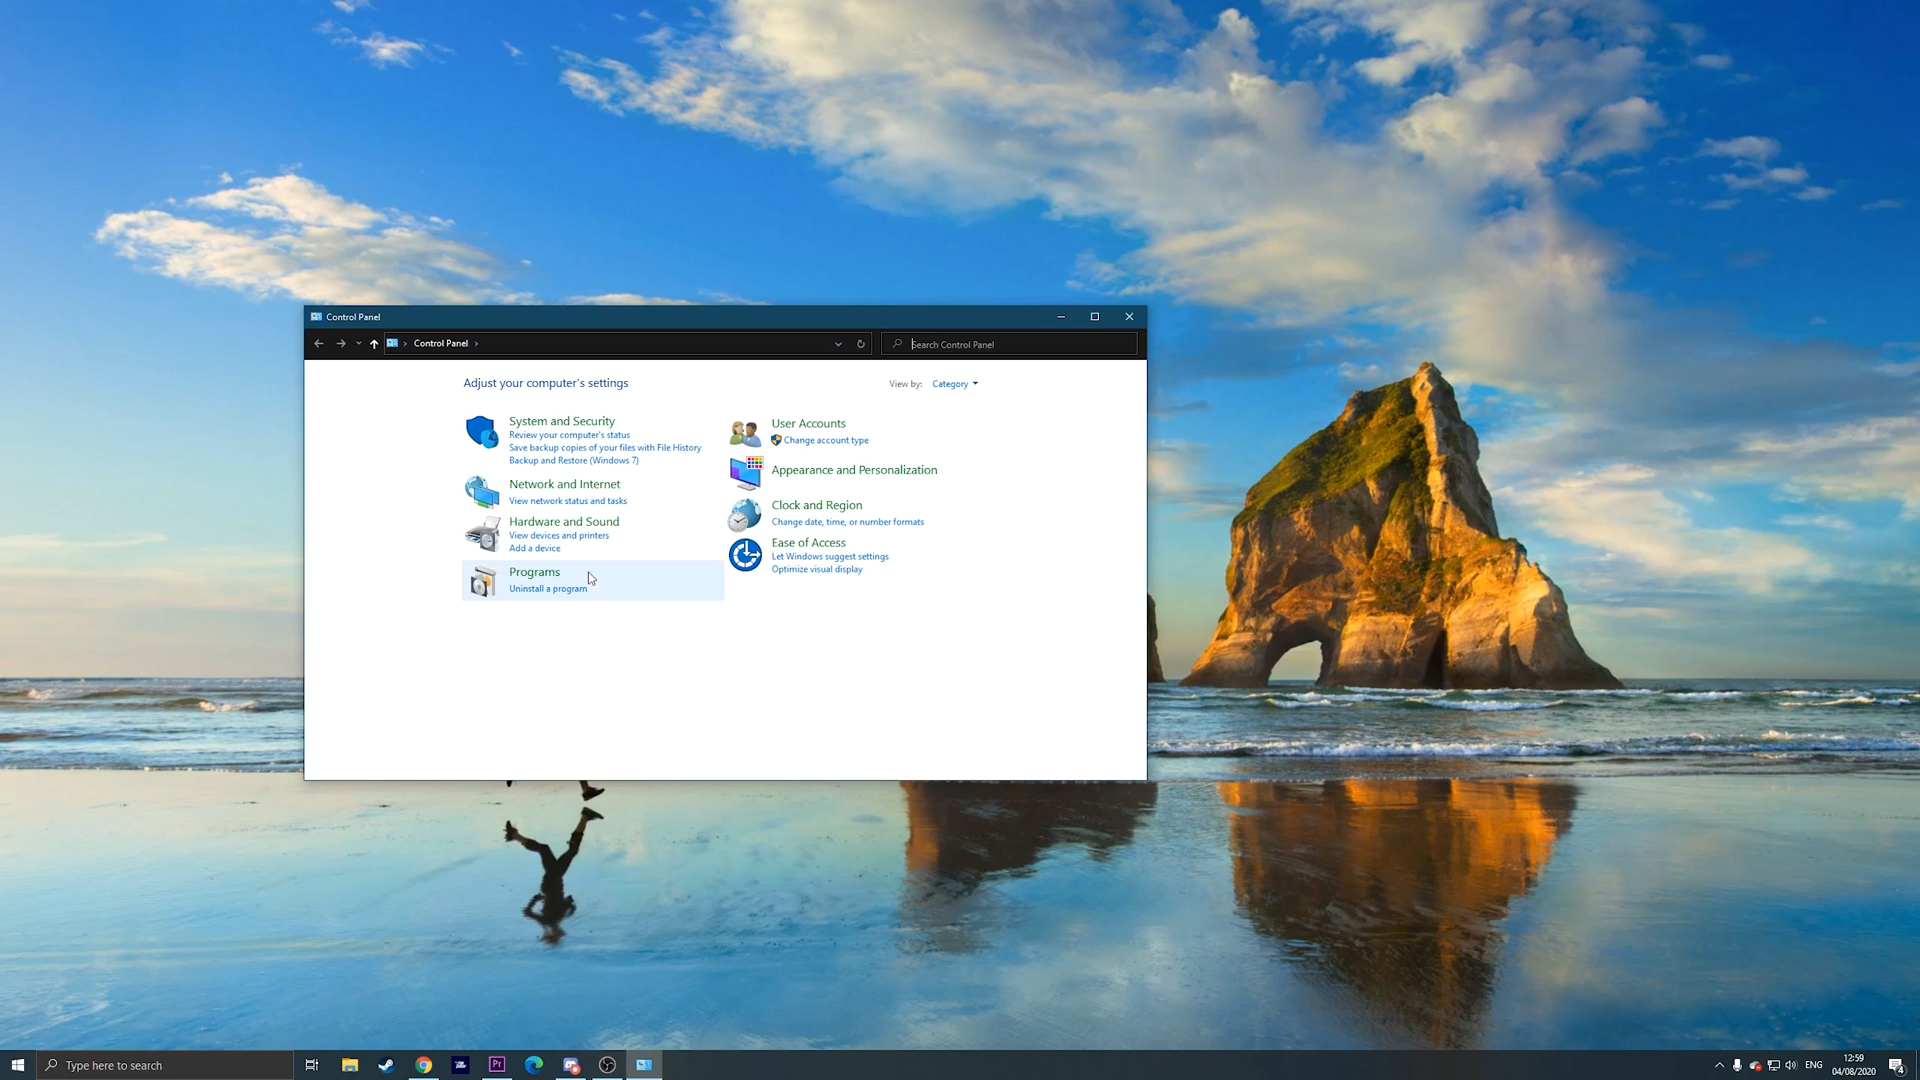 Control Panel
Control Panel
Search Control Panel
Adjust your computer's settings
View by: Category
System and Security
Review your computer's status
Save backup copies of your files with File History
Backup and Restore (Windows 7)
Network and Internet
View network status and tasks
Hardware and Sound
View devices and printers
Add a device
Programs
Uninstall a program
User Accounts
Change account type
Appearance and Personalization
Clock and Region
Change date, time, or number formats
Ease of Access
Let Windows suggest settings
Optimize visual display
Type here to search
Pr
ENG
12:59
04/08/2020
4